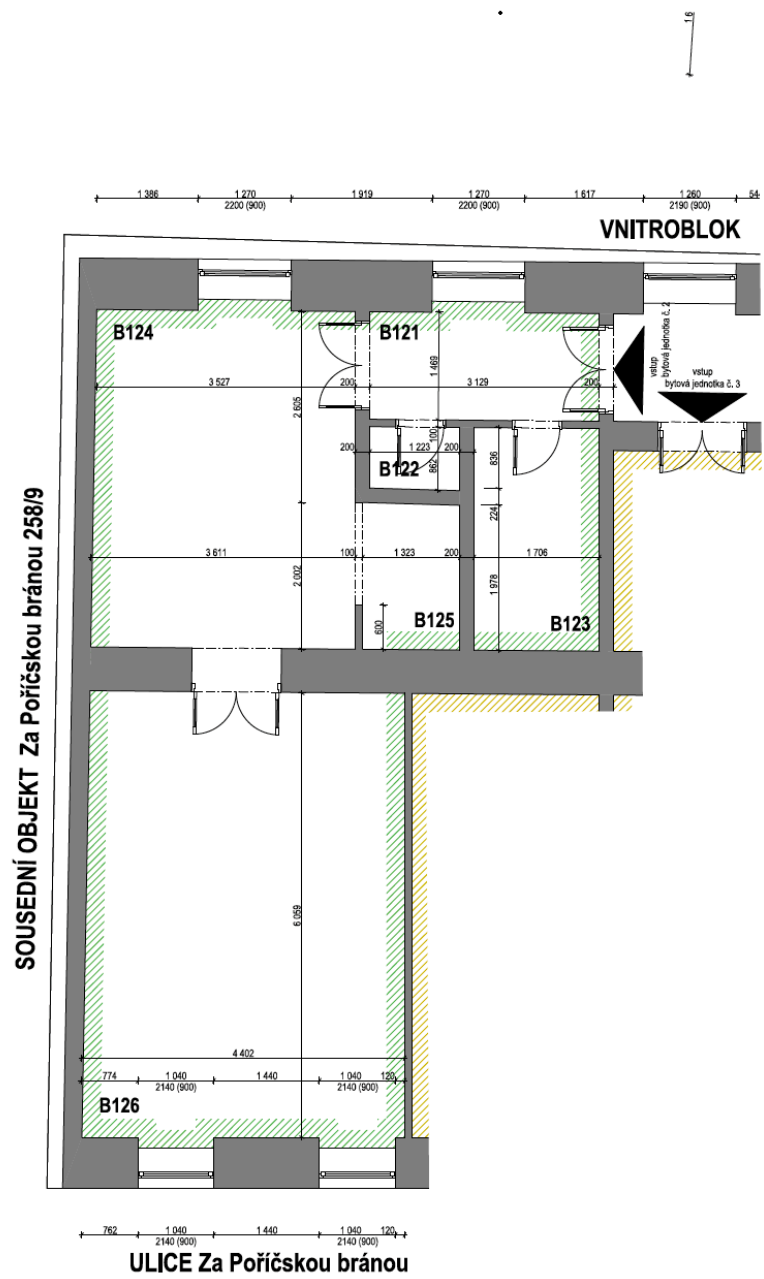 1 6
1 386 1 270 1 919 1 270 1 617 1 260 54
2200 (900) 2200 (900) 2190 (900)
VNITROBLOK
B124 B121
vstup
bytová jednotka č. 2
vstup
bytová jednotka č. 3
1 469
3 527 200 3 129 200
2 605
100
200 1 223 200
B122
862 836
224
3 611 100 1 323 200 1 706
2 002
1 978
600
B125 B123
SOUSEDNÍ OBJEKT Za Poříčskou bránou 258/9
6 059
4 402
774 1 040 1 440 1 040 120
2140 (900) 2140 (900)
B126
762 1 040 1 440 1 040 120
2140 (900) 2140 (900)
ULICE Za Poříčskou bránou